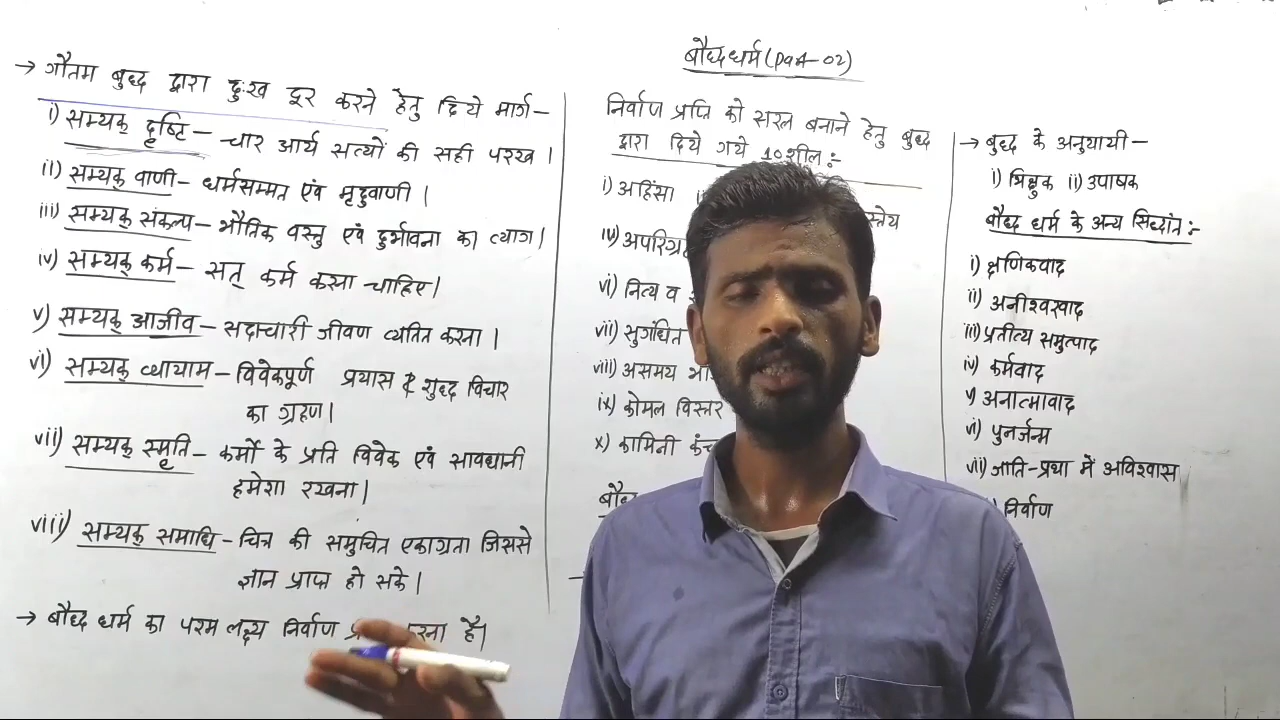 बौद्धधर्म (Part-02)
→ गौतम बुद्ध द्वारा दुःख दूर करने हेतु दिये मार्ग—
i) सम्यक् दृष्टि — चार आर्य सत्यों की सही परख।
ii) सम्यक् वाणी — धर्मसम्मत एवं मृदुवाणी।
iii) सम्यक् संकल्प — भौतिक वस्तु एवं दुर्भावना का त्याग।
iv) सम्यक् कर्म — सत् कर्म करना चाहिए।
v) सम्यक् आजीव — सदाचारी जीवण व्यतित करना।
vi) सम्यक् व्यायाम — विवेकपूर्ण प्रयास शुद्ध विचार
का ग्रहण।
vii) सम्यक् स्मृति — कर्मो के प्रति विवेक एवं सावधानी
हमेशा रखना।
viii) सम्यक् समाधि — चित्र की समुचित एकाग्रता जिससे
ज्ञान प्राप्त हो सके।
→ बौद्ध धर्म का परम लक्ष्य निर्वाण करना है।
निर्वाण प्रप्ति को सरल बनाने हेतु बुद्ध
द्वारा दिये गये 10 शील:-
i) अहिंसा
iv)
vi) नित्य व
vii) सुगंधित
viii) असमय
ix) कोमल विस्तर
x) कामिनी
→ बुद्ध के अनुयायी —
i) भिक्षुक ii) उपाषक
बौद्ध धर्म के अन्य सिद्धांत:-
i) क्षणिकवाद
ii) अनीश्वरवाद
iii) प्रतीत्य समुत्पाद
iv) कर्मवाद
v) अनात्मावाद
vi) पुनर्जन्म
vii) जाति-प्रथा में अविश्वास
निर्वाण